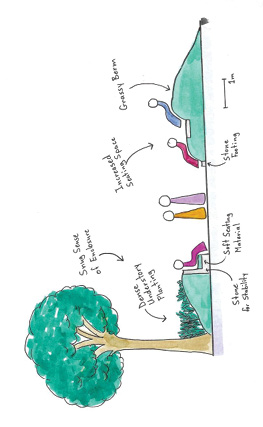 Grassy Berm
Increased
Seating Space
Snug Sense
of Enclosure
Dense
Understory
Planting
1m
Stone
Footing
Soft Seating
Material
Stone
for Stability